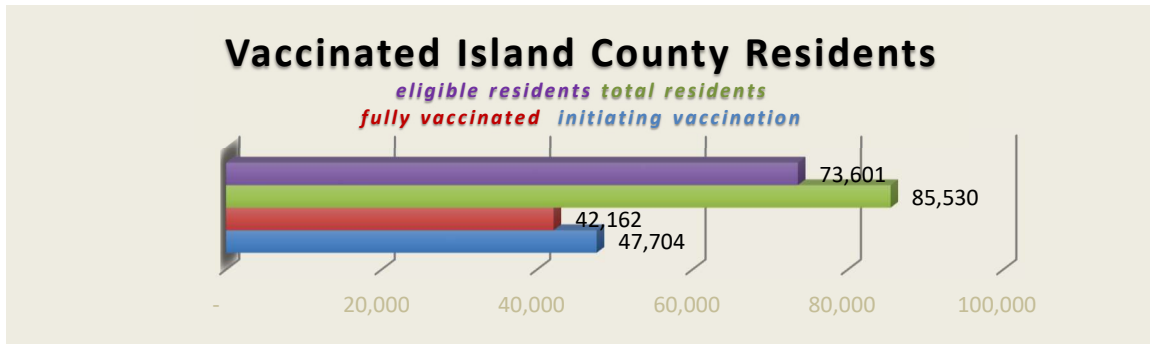 Vaccinated Island County Residents
eligible residents total residents
fully vaccinated initiating vaccination
73,601
85,530
42,162
47,704
- 20,000 40,000 60,000 80,000 100,000